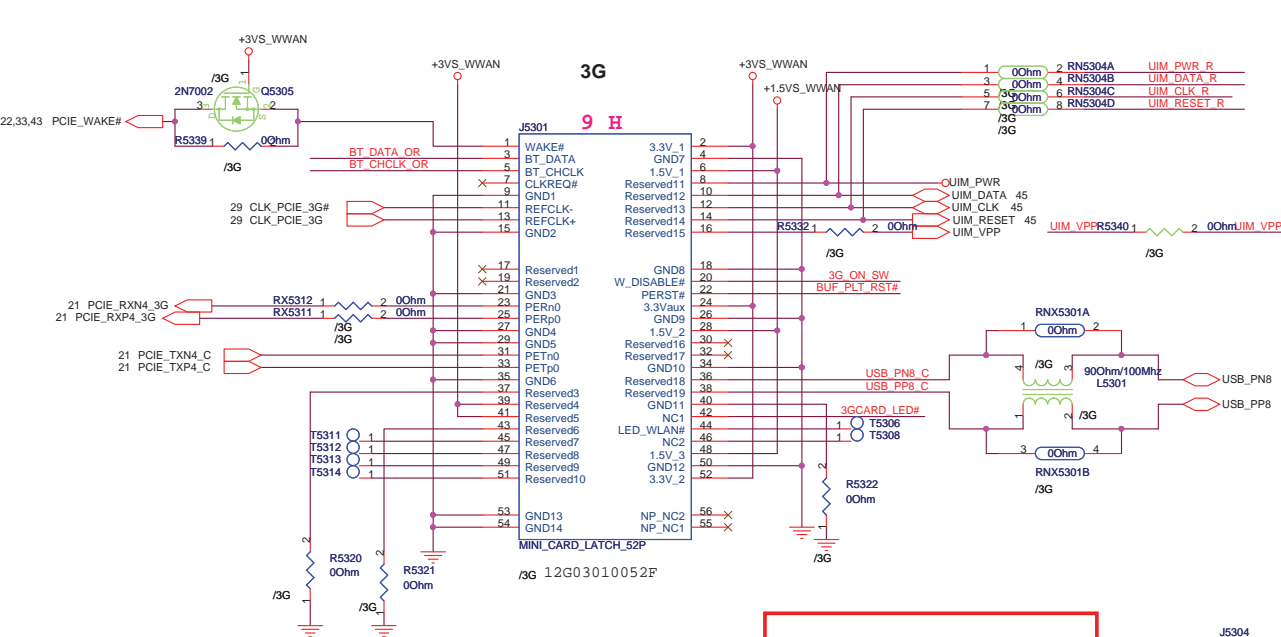 +3VS_WWAN
/3G
1
2N7002
Q5305
3
2
D
G
S
22,33,43 PCIE_WAKE#
R5339 1
2 0Ohm
/3G
+3VS_WWAN
3G
9 H
+3VS_WWAN
+1.5VS_WWAN
J5301
BT_DATA_OR
BT_CHCLK_OR
29 CLK_PCIE_3G#
29 CLK_PCIE_3G
21 PCIE_RXN4_3G
RX5312 1 2 0Ohm
21 PCIE_RXP4_3G
RX5311 1 2 0Ohm
/3G
/3G
21 PCIE_TXN4_C
21 PCIE_TXP4_C
T5311 1
T5312 1
T5313 1
T5314 1
1 WAKE#
3 BT_DATA
5 BT_CHCLK
7 CLKREQ#
9 GND1
11 REFCLK-
13 REFCLK+
15 GND2
17 Reserved1
19 Reserved2
21 GND3
23 PERn0
25 PERp0
27 GND4
29 GND5
31 PETn0
33 PETp0
35 GND6
37 Reserved3
39 Reserved4
41 Reserved5
43 Reserved6
45 Reserved7
47 Reserved8
49 Reserved9
51 Reserved10
53 GND13
54 GND14
3.3V_1 2
GND7 4
1.5V_1 6
Reserved11 8
Reserved12 10
Reserved13 12
Reserved14 14
Reserved15 16
GND8 18
W_DISABLE# 20
PERST# 22
3.3Vaux 24
GND9 26
1.5V_2 28
Reserved16 30
Reserved17 32
GND10 34
Reserved18 36
Reserved19 38
GND11 40
NC1 42
LED_WLAN# 44
NC2 46
1.5V_3 48
GND12 50
3.3V_2 52
NP_NC2 56
NP_NC1 55
MINI_CARD_LATCH_52P
/3G 12G03010052F
2
R5320
0Ohm
/3G
1
2
R5321
0Ohm
/3G
1
1 0Ohm 2 RN5304A UIM_PWR_R
3 0Ohm 4 RN5304B UIM_DATA_R
5 0Ohm 6 RN5304C UIM_CLK_R
7 0Ohm 8 RN5304D UIM_RESET_R
/3G
/3G
/3G
/3G
UIM_PWR
UIM_DATA 45
UIM_CLK 45
UIM_RESET 45
R5332 1 2 0Ohm UIM_VPP
/3G
UIM_VPP R5340 1 2 0Ohm UIM_VPP
/3G
3G_ON_SW
BUF_PLT_RST#
USB_PN8_C
USB_PP8_C
3GCARD_LED#
1 T5306
1 T5308
2
R5322
0Ohm
1
/3G
RNX5301A
1 0Ohm 2
/3G
4
3
90Ohm/100Mhz
L5301
1
2
/3G
3 0Ohm 4
RNX5301B
/3G
USB_PN8
USB_PP8
J5304